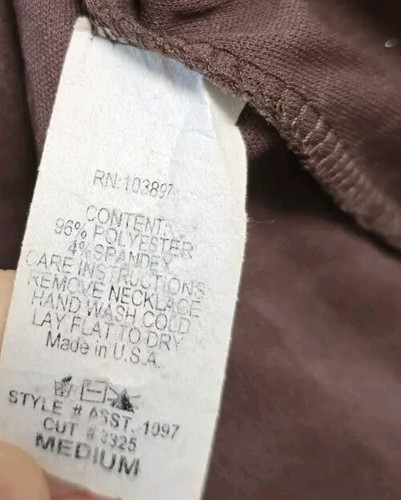 RN:103897
CONTENT:
96% POLYESTER
4% SPANDEX
CARE INSTRUCTIONS
REMOVE NECKLACE
HAND WASH COLD
LAY FLAT TO DRY
Made in U.S.A.
STYLE # ASST. 1097
CUT # 3325
MEDIUM